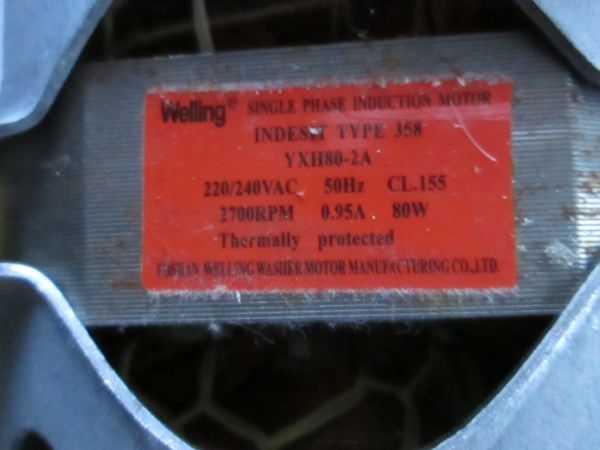 Welling® SINGLE PHASE INDUCTION MOTOR
INDESIT TYPE 358
YXH80-2A
220/240VAC 50Hz CL.155
2700RPM 0.95A 80W
Thermally protected
FOSHAN WELLING WASHER MOTOR MANUFACTURING CO.,LTD.